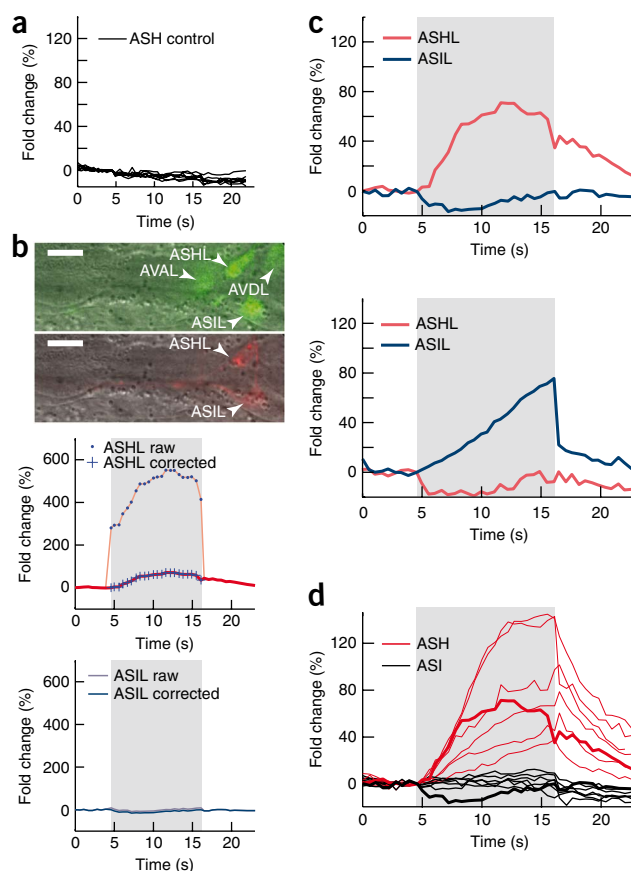 a
ASH control
Fold change (%)
120
80
40
0
0 5 10 15 20
Time (s)
b
ASHL
AVAL
AVDL
ASIL
ASHL
ASIL
ASHL raw
ASHL corrected
Fold change (%)
600
400
200
0
0 5 10 15 20
Time (s)
ASIL raw
ASIL corrected
Fold change (%)
600
400
200
0
0 5 10 15 20
Time (s)
c
ASHL
ASIL
Fold change (%)
120
80
40
0
0 5 10 15 20
Time (s)
ASHL
ASIL
Fold change (%)
120
80
40
0
0 5 10 15 20
Time (s)
d
ASH
ASI
Fold change (%)
120
80
40
0
0 5 10 15 20
Time (s)